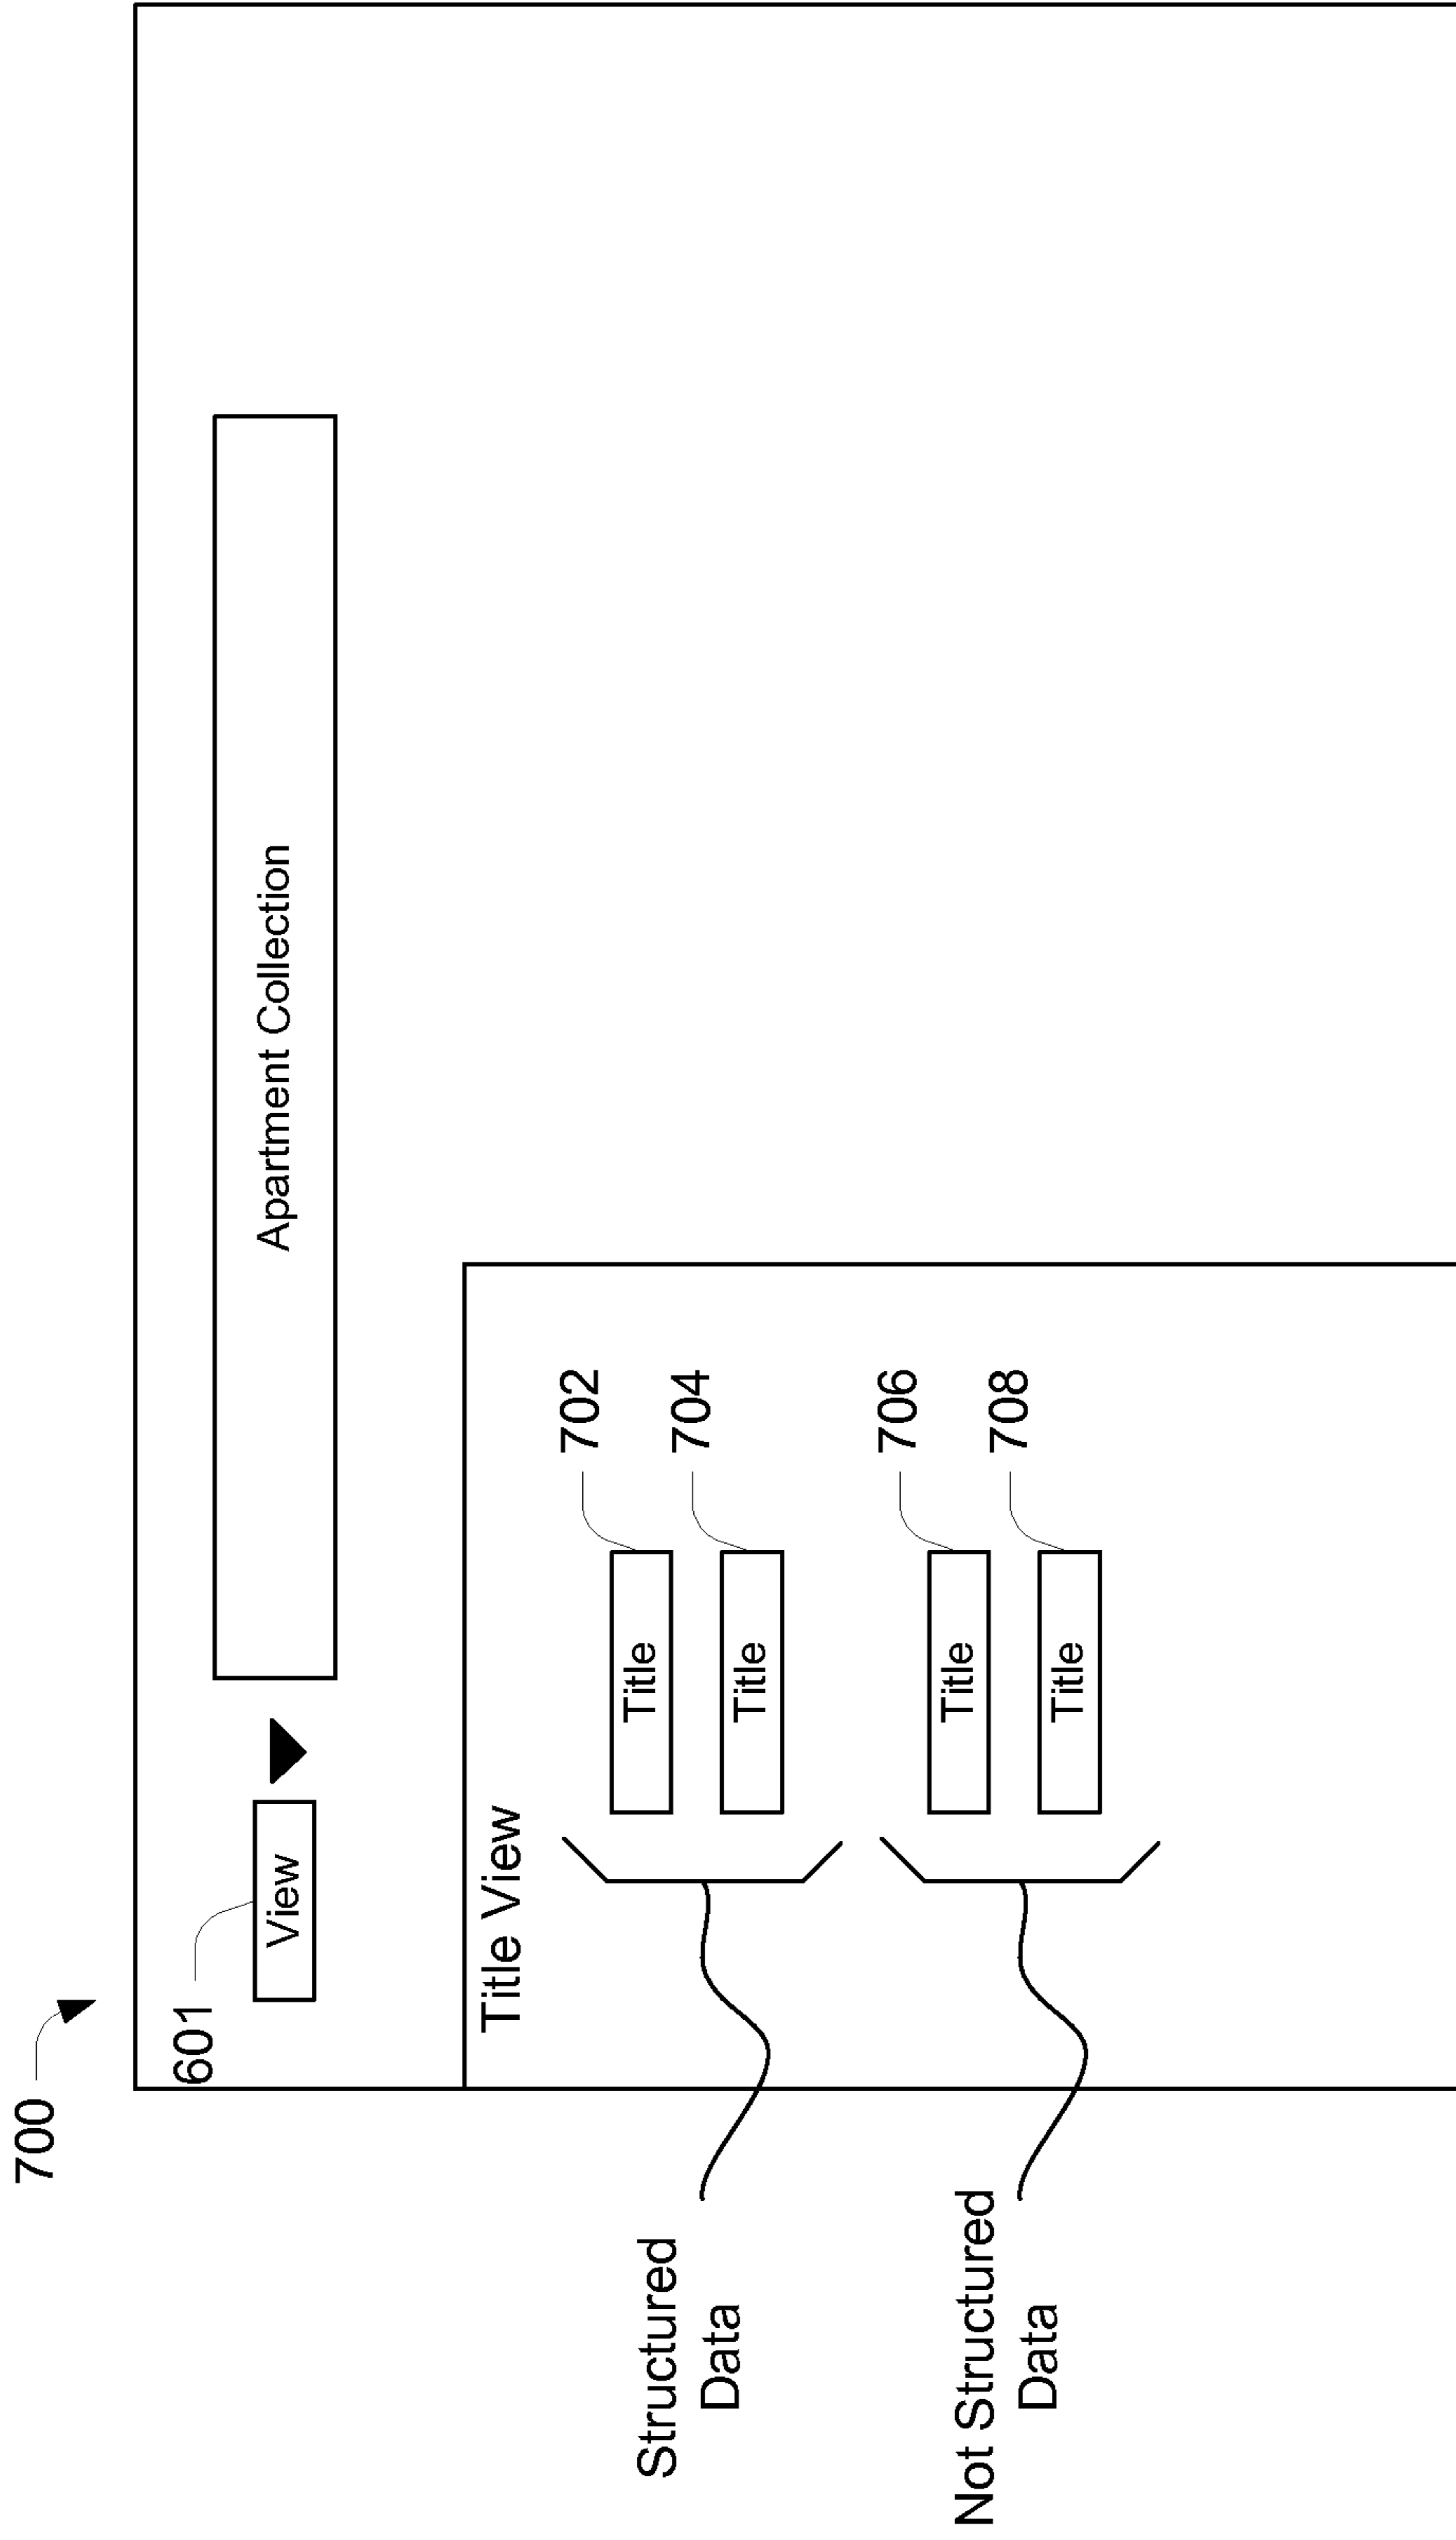 700
601
View
Apartment Collection
Title View
702
Title
Structured
Data
704
Title
706
Title
Not Structured
Data
708
Title